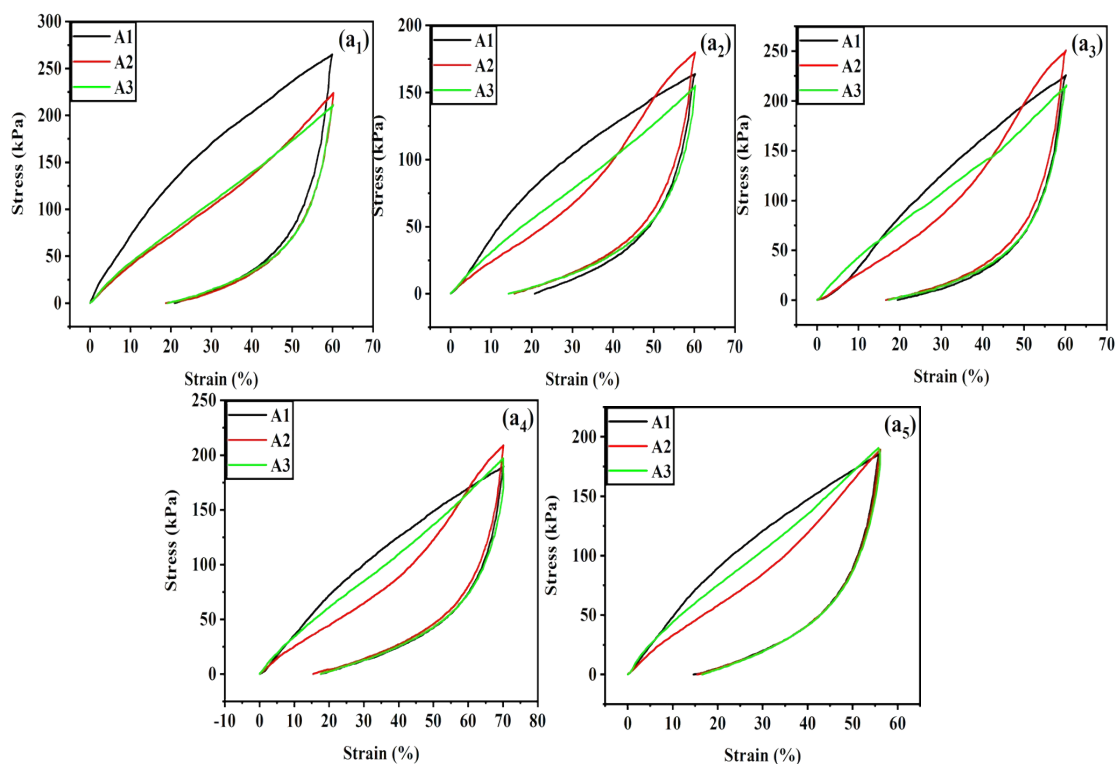 (a1)
A1
A2
A3
300
250
200
150
100
50
0
Stress (kPa)
0 10 20 30 40 50 60 70
Strain (%)
(a2)
A1
A2
A3
200
150
100
50
0
Stress (kPa)
0 10 20 30 40 50 60 70
Strain (%)
(a3)
A1
A2
A3
250
200
150
100
50
0
Stress (kPa)
0 10 20 30 40 50 60 70
Strain (%)
(a4)
A1
A2
A3
250
200
150
100
50
0
Stress (kPa)
-10 0 10 20 30 40 50 60 70 80
Strain (%)
(a5)
A1
A2
A3
200
150
100
50
0
Stress (kPa)
0 10 20 30 40 50 60
Strain (%)